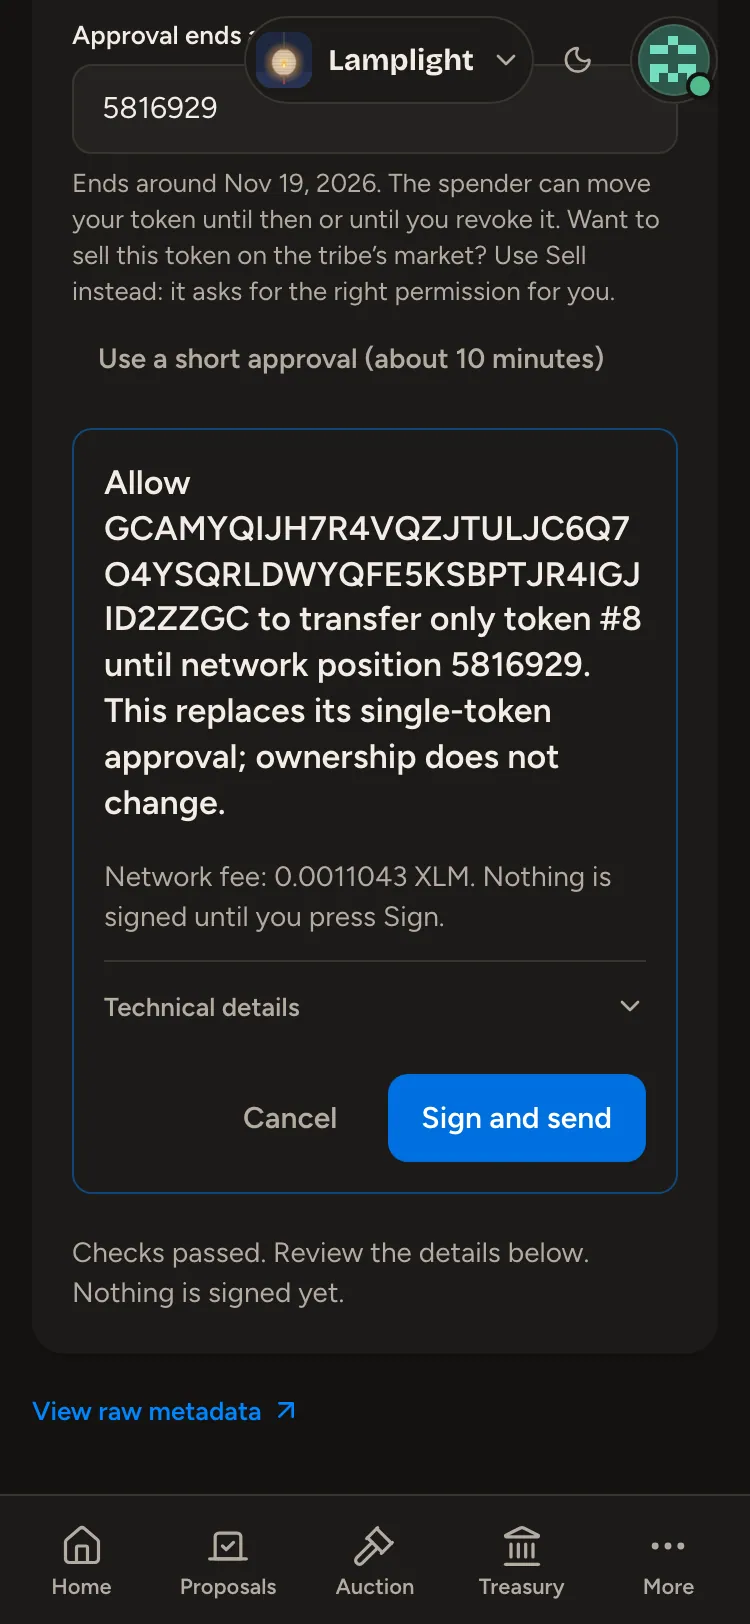 Approval ends
Lamplight
5816929
Ends around Nov 19, 2026. The spender can move
your token until then or until you revoke it. Want to
sell this token on the tribe’s market? Use Sell
instead: it asks for the right permission for you.
Use a short approval (about 10 minutes)
Allow
GCAMYQIJH7R4VQZJTULJC6Q7
O4YSQRLDWYQFE5KSBPTJR4IGJ
ID2ZZGC to transfer only token #8
until network position 5816929.
This replaces its single-token
approval; ownership does not
change.
Network fee: 0.0011043 XLM. Nothing is
signed until you press Sign.
Technical details
Cancel
Sign and send
Checks passed. Review the details below.
Nothing is signed yet.
View raw metadata
Home
Proposals
Auction
Treasury
More